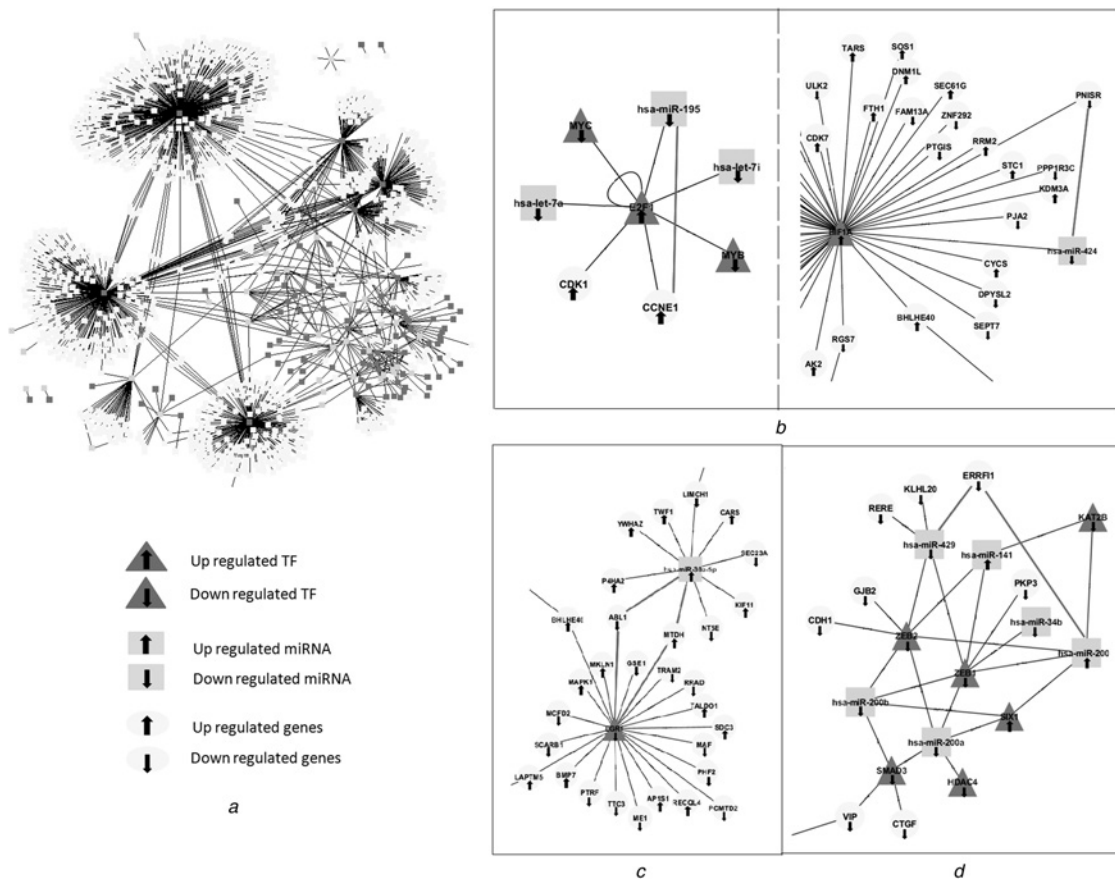 Up regulated TF
Down regulated TF
Up regulated miRNA
Down regulated miRNA
Up regulated genes
Down regulated genes
a
hsa-miR-195
MYC
hsa-let-7i
hsa-let-7a
E2F1
MYB
CDK1
CCNE1
TARS
SOS1
DNM1L
ULK2
SEC61G
PNISR
FTH1
FAM13A
ZNF292
CDK7
PTGIS
RRM2
STC1
PPP1R3C
KDM3A
PJA2
hsa-miR-424
CYCS
DPYSL2
BHLHE40
SEPT7
RGS7
AK2
b
LIMCH1
TWF1
CARS
YWHAZ
SEC23A
P4HA2
KIF11
BHLHE40
ABL1
NT5E
MTDH
MKLN1
GSE1
TRAM2
MAPK1
RRAD
TALDO1
MCFD2
SDC3
SCARB1
MAF
LAPTM5
BMP7
PHF2
PTRF
AP1S1
RECQL4
PCMTD2
TTC3
ME1
c
ERRFI1
KLHL20
RERE
KAT2B
hsa-miR-429
hsa-miR-141
PKP3
GJB2
CDH1
hsa-miR-34b
ZEB2
hsa-miR-200
ZEB1
hsa-miR-200b
SIX1
hsa-miR-200a
SMAD3
HDAC4
VIP
CTGF
d